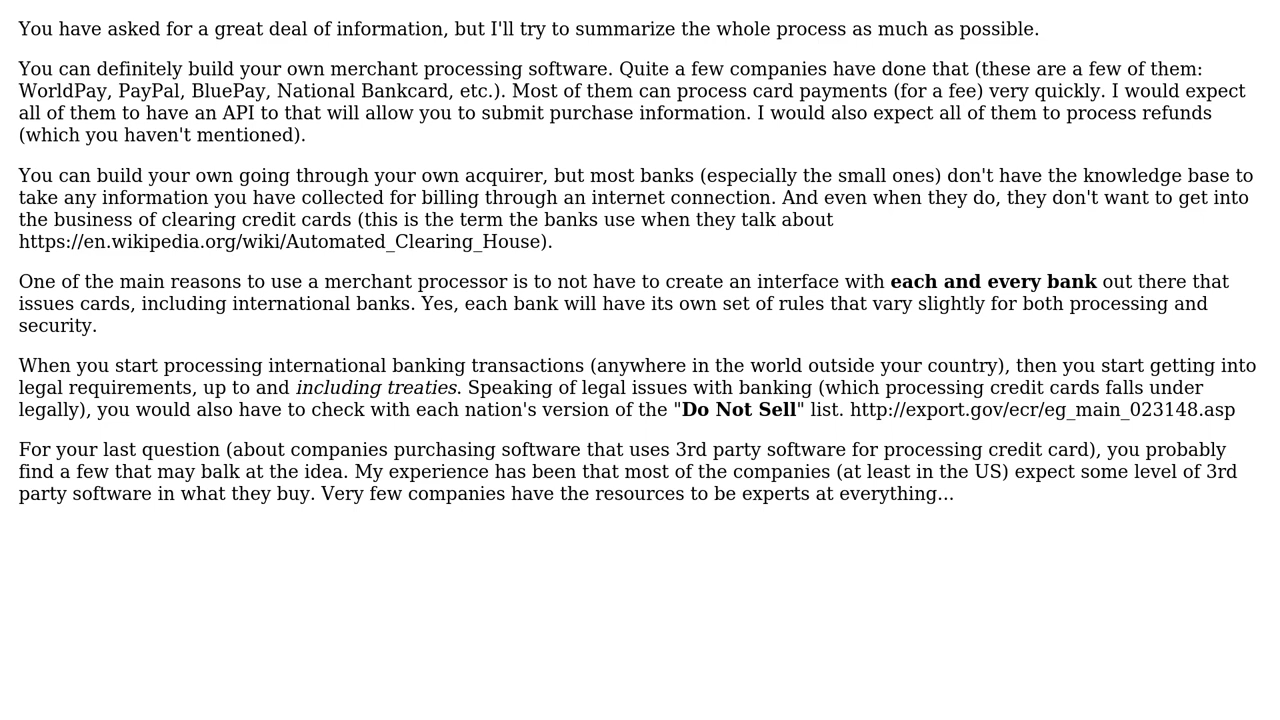 You have asked for a great deal of information, but I'll try to summarize the whole process as much as possible.
You can definitely build your own merchant processing software. Quite a few companies have done that (these are a few of them:
WorldPay, PayPal, BluePay, National Bankcard, etc.). Most of them can process card payments (for a fee) very quickly. I would expect
all of them to have an API to that will allow you to submit purchase information. I would also expect all of them to process refunds
(which you haven't mentioned).
You can build your own going through your own acquirer, but most banks (especially the small ones) don't have the knowledge base to
take any information you have collected for billing through an internet connection. And even when they do, they don't want to get into
the business of clearing credit cards (this is the term the banks use when they talk about
https://en.wikipedia.org/wiki/Automated_Clearing_House).
One of the main reasons to use a merchant processor is to not have to create an interface with each and every bank out there that
issues cards, including international banks. Yes, each bank will have its own set of rules that vary slightly for both processing and
security.
When you start processing international banking transactions (anywhere in the world outside your country), then you start getting into
legal requirements, up to and including treaties. Speaking of legal issues with banking (which processing credit cards falls under
legally), you would also have to check with each nation's version of the "Do Not Sell" list. http://export.gov/ecr/eg_main_023148.asp
For your last question (about companies purchasing software that uses 3rd party software for processing credit card), you probably
find a few that may balk at the idea. My experience has been that most of the companies (at least in the US) expect some level of 3rd
party software in what they buy. Very few companies have the resources to be experts at everything...